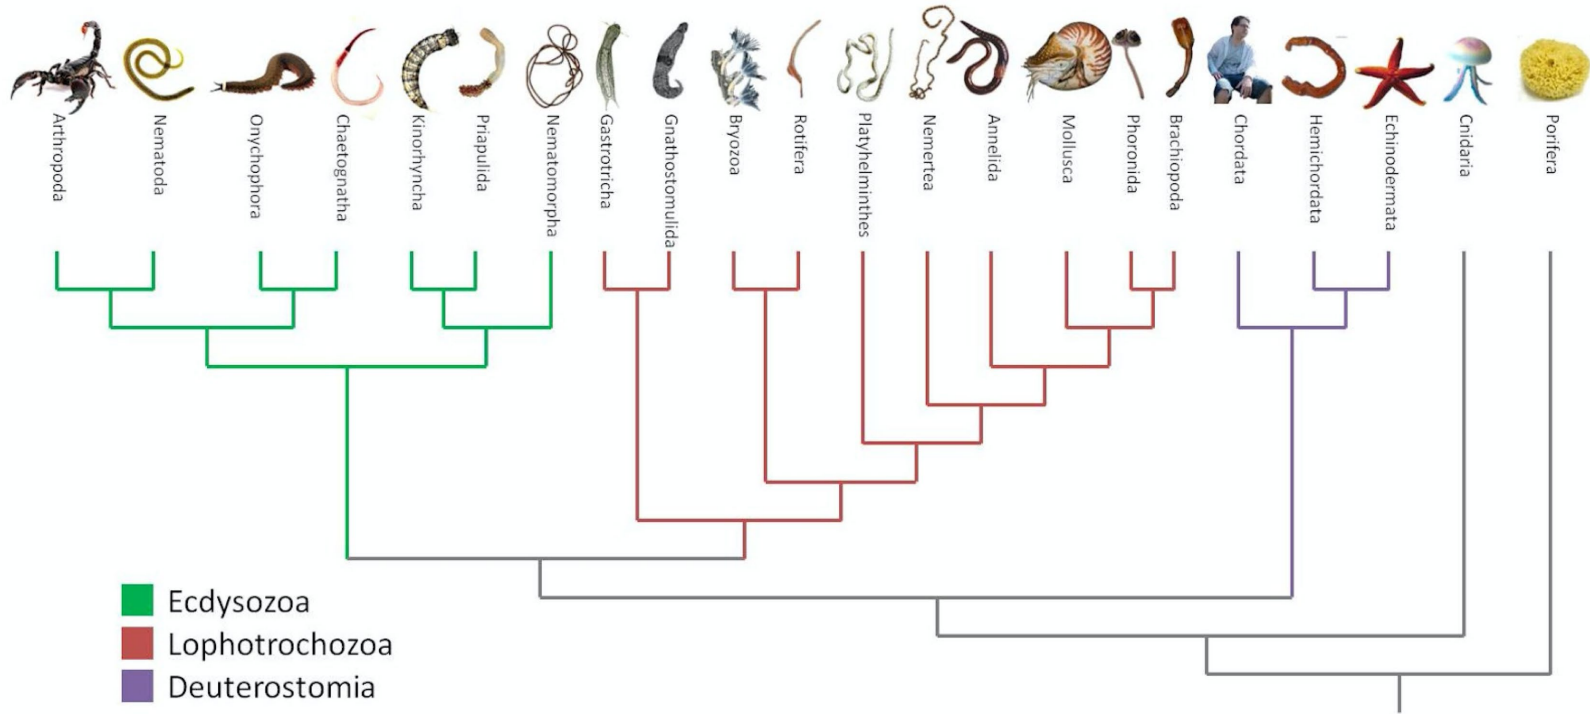 Arthropoda
Nematoda
Onychophora
Chaetognatha
Kinorhyncha
Priapulida
Nematomorpha
Gastrotricha
Gnathostomulida
Bryozoa
Rotifera
Platyhelminthes
Nemertea
Annelida
Mollusca
Phoronida
Brachiopoda
Chordata
Hemichordata
Echinodermata
Cnidaria
Porifera
Ecdysozoa
Lophotrochozoa
Deuterostomia